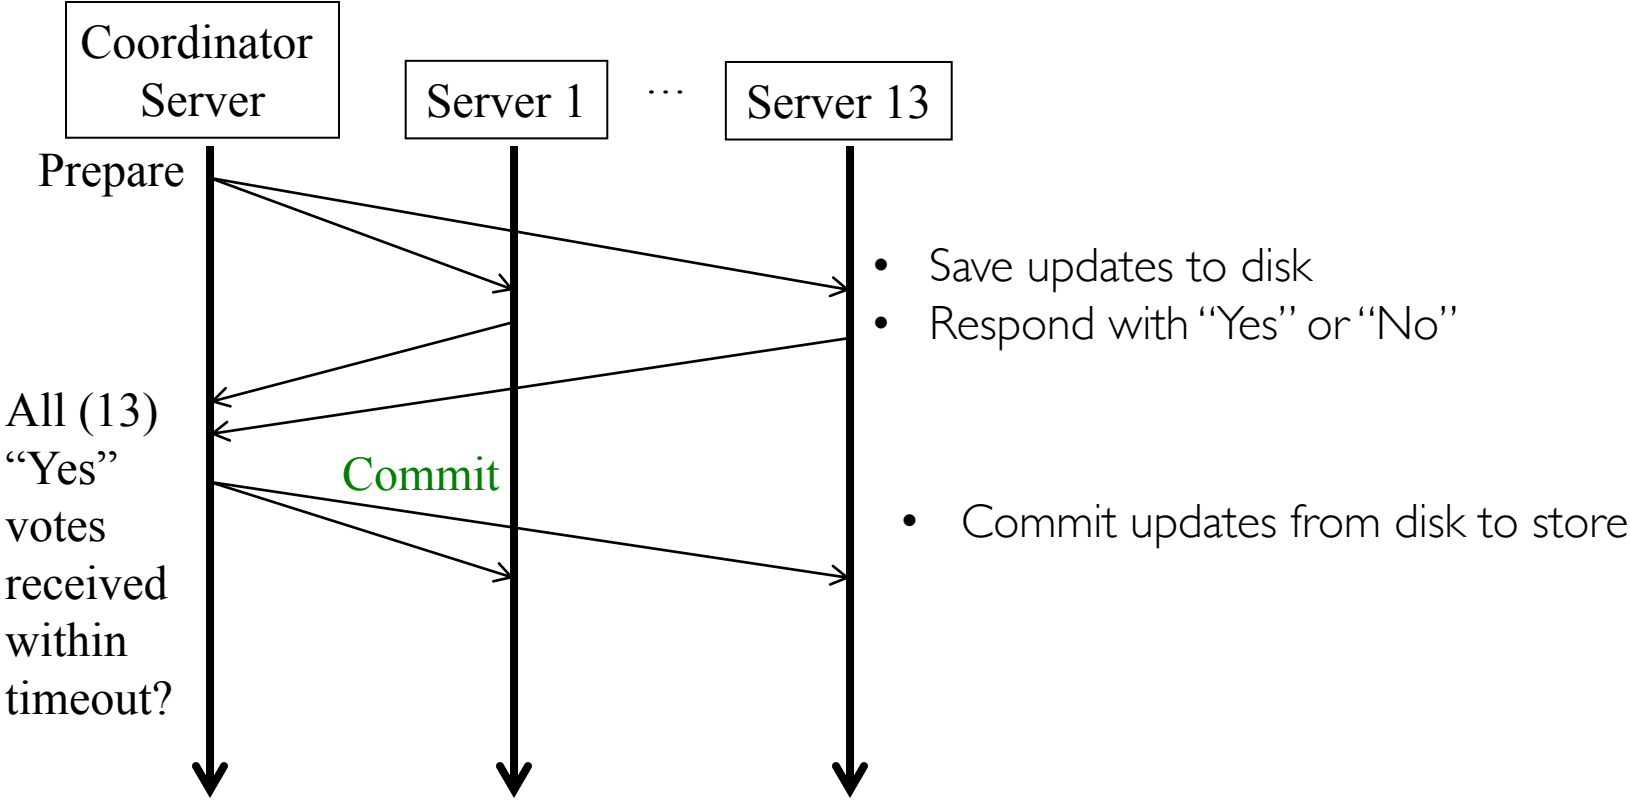 Coordinator
Server
Server 1
...
Server 13
Prepare
• Save updates to disk
• Respond with “Yes” or “No”
All (13)
“Yes”
votes
received
within
timeout?
Commit
• Commit updates from disk to store